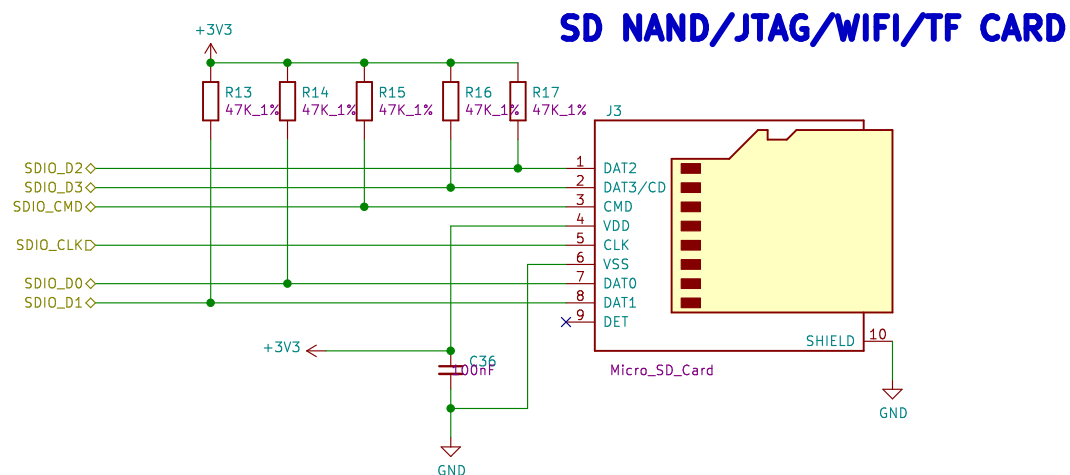 SD NAND/JTAG/WIFI/TF CARD
+3V3
R13
47K_1%
R14
47K_1%
R15
47K_1%
R16
47K_1%
R17
47K_1%
J3
SDIO_D2
1
DAT2
SDIO_D3
2
DAT3/CD
SDIO_CMD
3
CMD
4
VDD
SDIO_CLK
5
CLK
6
VSS
SDIO_D0
7
DAT0
SDIO_D1
8
DAT1
9
DET
SHIELD
10
+3V3
C36
100nF
Micro_SD_Card
GND
GND